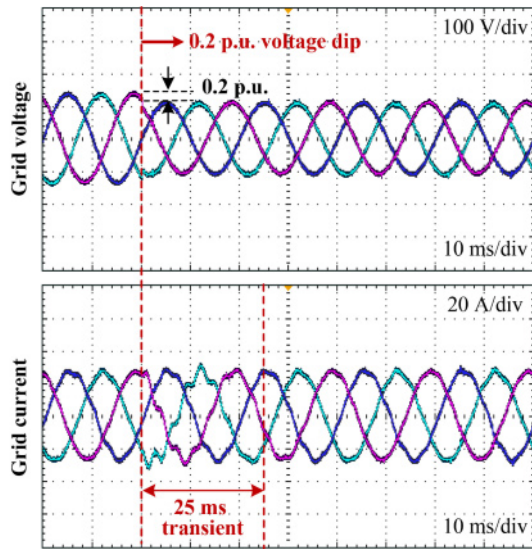 100 V/div
0.2 p.u. voltage dip
0.2 p.u.
Grid voltage
10 ms/div
20 A/div
Grid current
25 ms
transient
10 ms/div